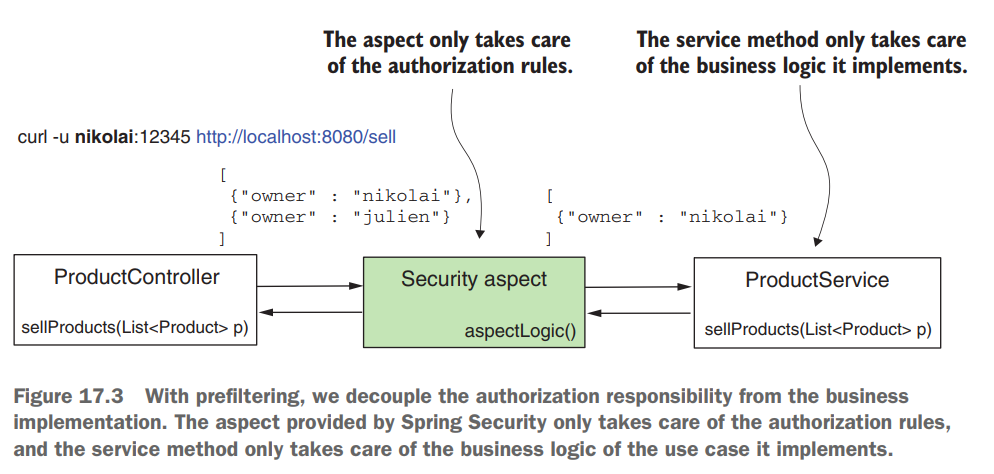 The aspect only takes care
of the authorization rules.
The service method only takes care
of the business logic it implements.
curl -u nikolai:12345 http://localhost:8080/sell
[
{"owner" : "nikolai"},
{"owner" : "julien"}
]
[
{"owner" : "nikolai"}
]
ProductController
sellProducts(List<Product> p)
Security aspect
aspectLogic()
ProductService
sellProducts(List<Product> p)
Figure 17.3 With prefiltering, we decouple the authorization responsibility from the business
implementation. The aspect provided by Spring Security only takes care of the authorization rules,
and the service method only takes care of the business logic of the use case it implements.